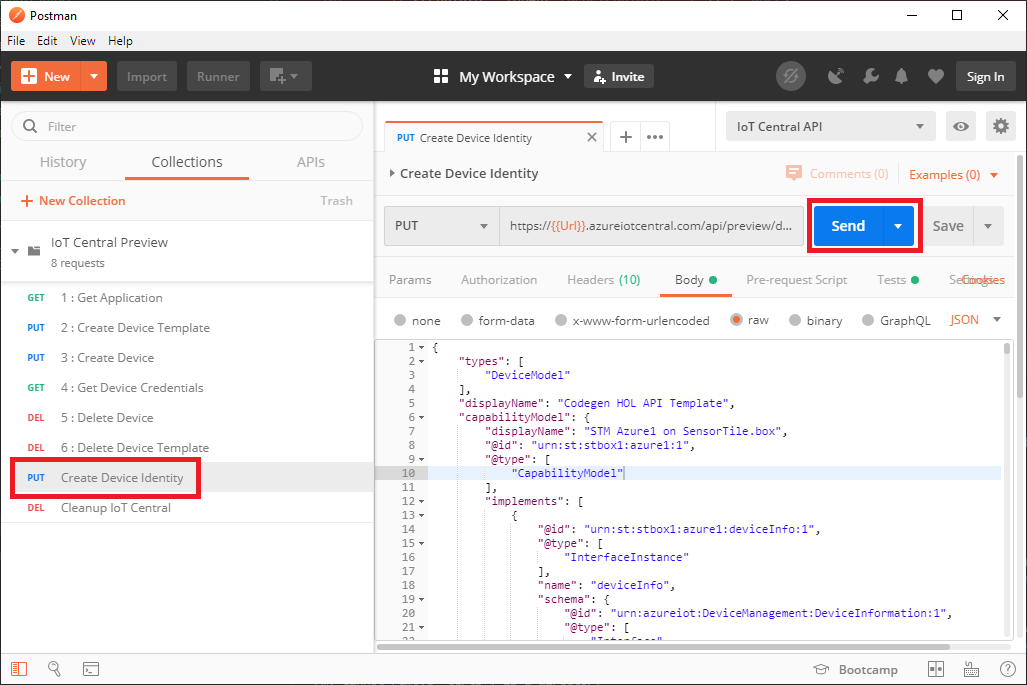 Postman
File Edit View Help
New Import Runner My Workspace Invite Sign In
Filter
History Collections APIs
New Collection Trash
IoT Central Preview
8 requests
GET 1 : Get Application
PUT 2 : Create Device Template
PUT 3 : Create Device
GET 4 : Get Device Credentials
DEL 5 : Delete Device
DEL 6 : Delete Device Template
PUT Create Device Identity
DEL Cleanup IoT Central
PUT Create Device Identity
IoT Central API
Create Device Identity Comments (0) Examples (0)
PUT https://{{Url}}.azureiotcentral.com/api/preview/d... Send Save
Params Authorization Headers (10) Body Pre-request Script Tests Cookies
none form-data x-www-form-urlencoded raw binary GraphQL JSON
1 {
2 "types": [
3 "DeviceModel"
4 ],
5 "displayName": "Codegen HOL API Template",
6 "capabilityModel": {
7 "displayName": "STM Azure1 on SensorTile.box",
8 "@id": "urn:st:stbox1:azure1:1",
9 "@type": [
10 "CapabilityModel"
11 ],
12 "implements": [
13 {
14 "@id": "urn:st:stbox1:azure1:deviceInfo:1",
15 "@type": [
16 "InterfaceInstance"
17 ],
18 "name": "deviceInfo",
19 "schema": {
20 "@id": "urn:azureiot:DeviceManagement:DeviceInformation:1",
21 "@type": [
Bootcamp